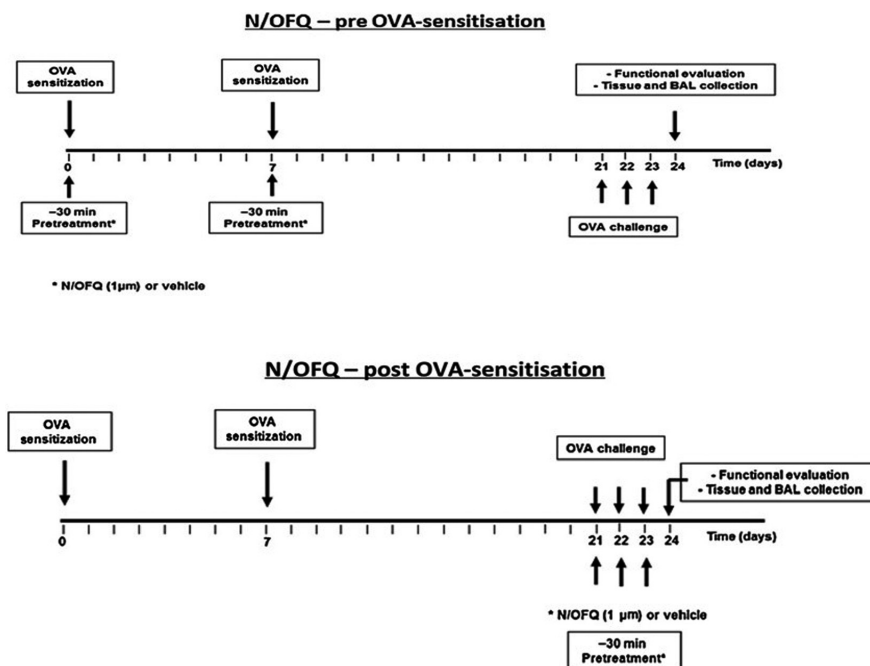 N/OFQ – pre OVA-sensitisation
OVA
sensitization
OVA
sensitization
- Functional evaluation
- Tissue and BAL collection
0
7
21
22
23
24
Time (days)
–30 min
Pretreatment*
–30 min
Pretreatment*
OVA challenge
* N/OFQ (1µm) or vehicle
N/OFQ – post OVA-sensitisation
OVA
sensitization
OVA
sensitization
OVA challenge
- Functional evaluation
- Tissue and BAL collection
0
7
21
22
23
24
Time (days)
* N/OFQ (1 µm) or vehicle
–30 min
Pretreatment*